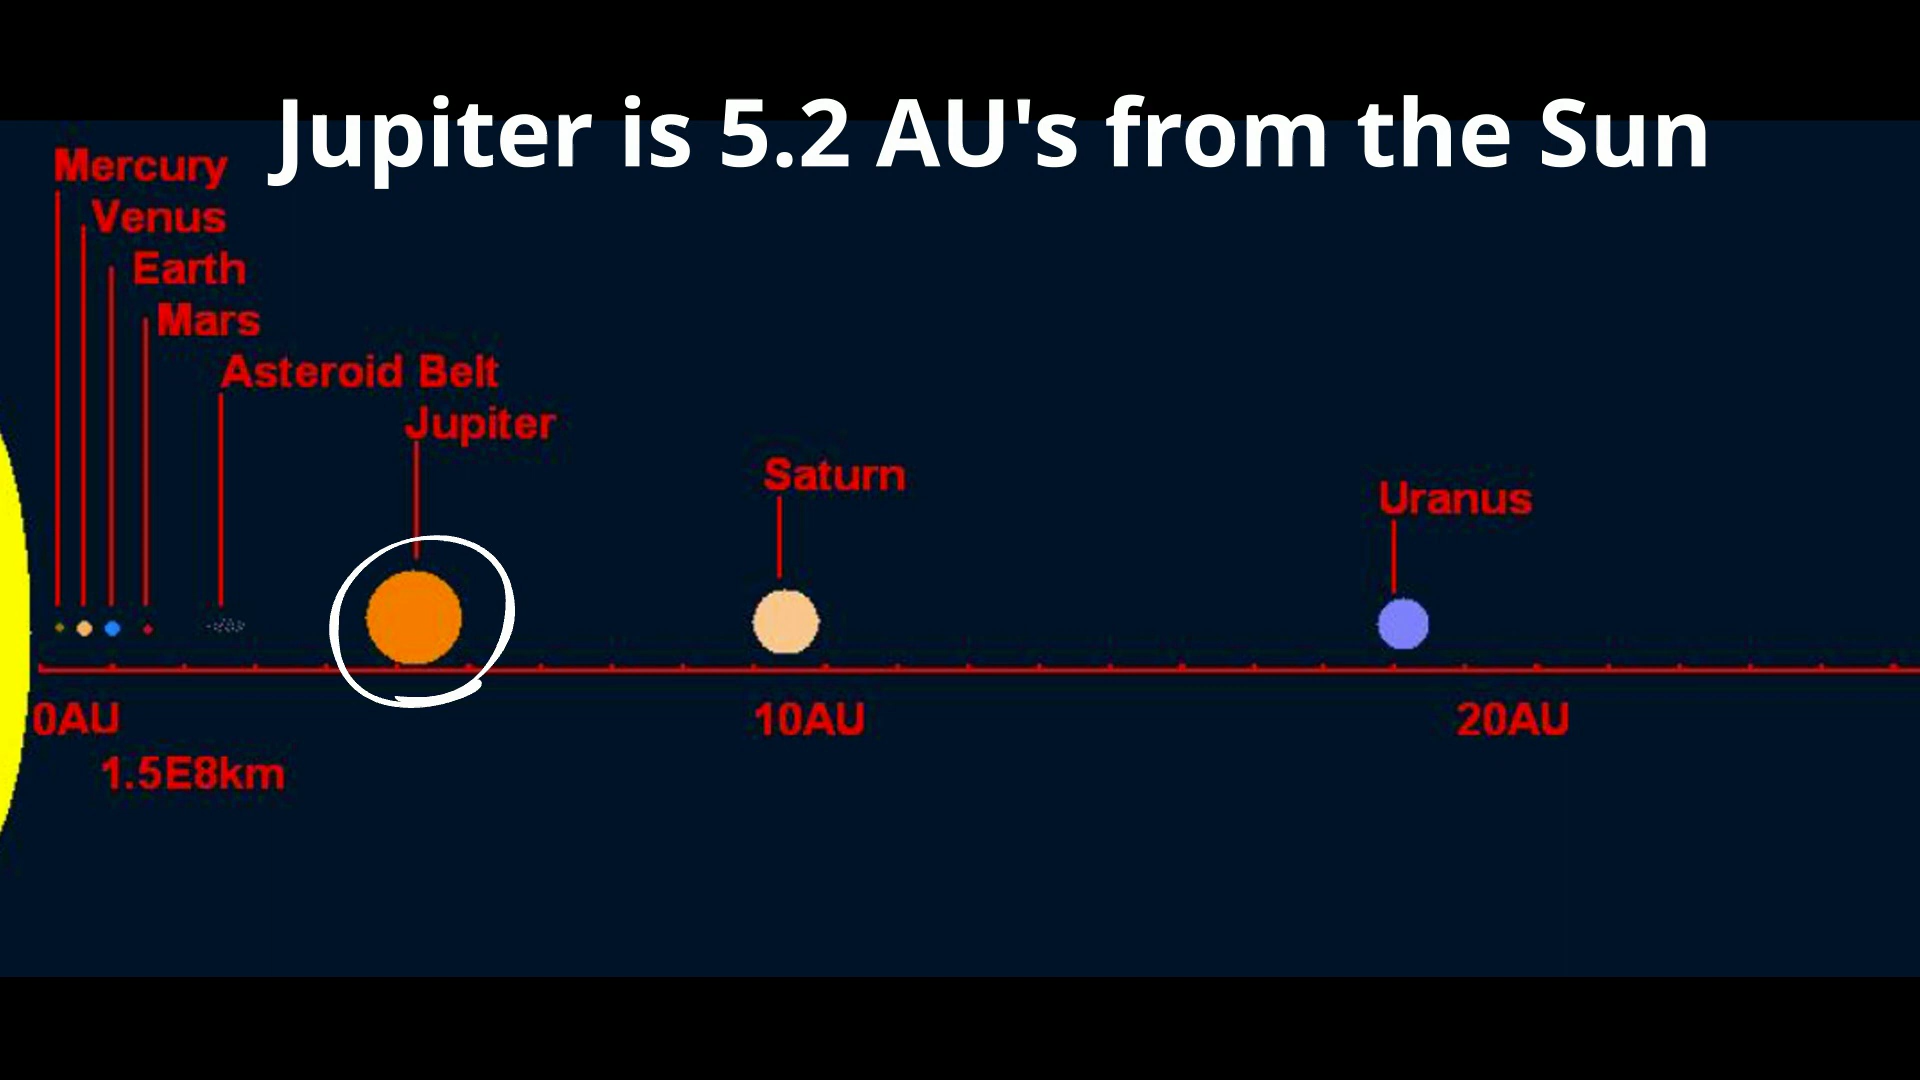 Jupiter is 5.2 AU's from the Sun
Mercury
Venus
Earth
Mars
Asteroid Belt
Jupiter
Saturn
Uranus
0AU
10AU
20AU
1.5E8km